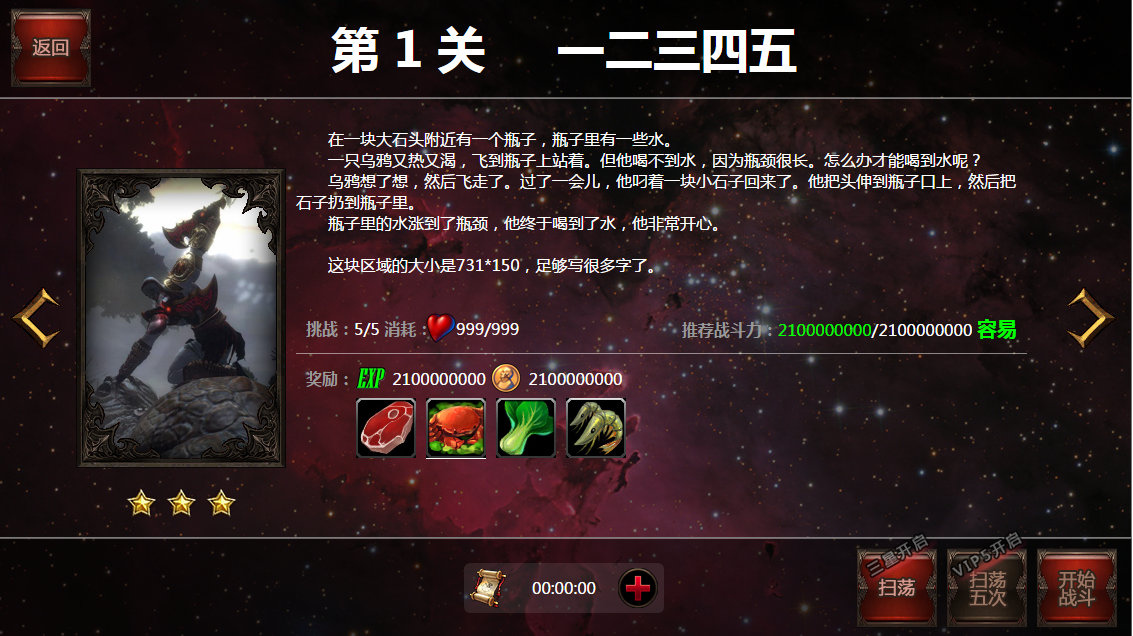 返回
第 1 关 一二三四五
在一块大石头附近有一个瓶子，瓶子里有一些水。
一只乌鸦又热又渴，飞到瓶子上站着。但他喝不到水，因为瓶颈很长。怎么办才能喝到水呢？
乌鸦想了想，然后飞走了。过了一会儿，他叼着一块小石子回来了。他把头伸到瓶子口上，然后把
石子扔到瓶子里。
瓶子里的水涨到了瓶颈，他终于喝到了水，他非常开心。
这块区域的大小是731*150，足够写很多字了。
挑战：5/5 消耗：999/999 推荐战斗力：2100000000/2100000000 容易
奖励： EXP 2100000000 2100000000
00:00:00
三星开启
扫荡
VIP5开启
扫荡
五次
开始
战斗